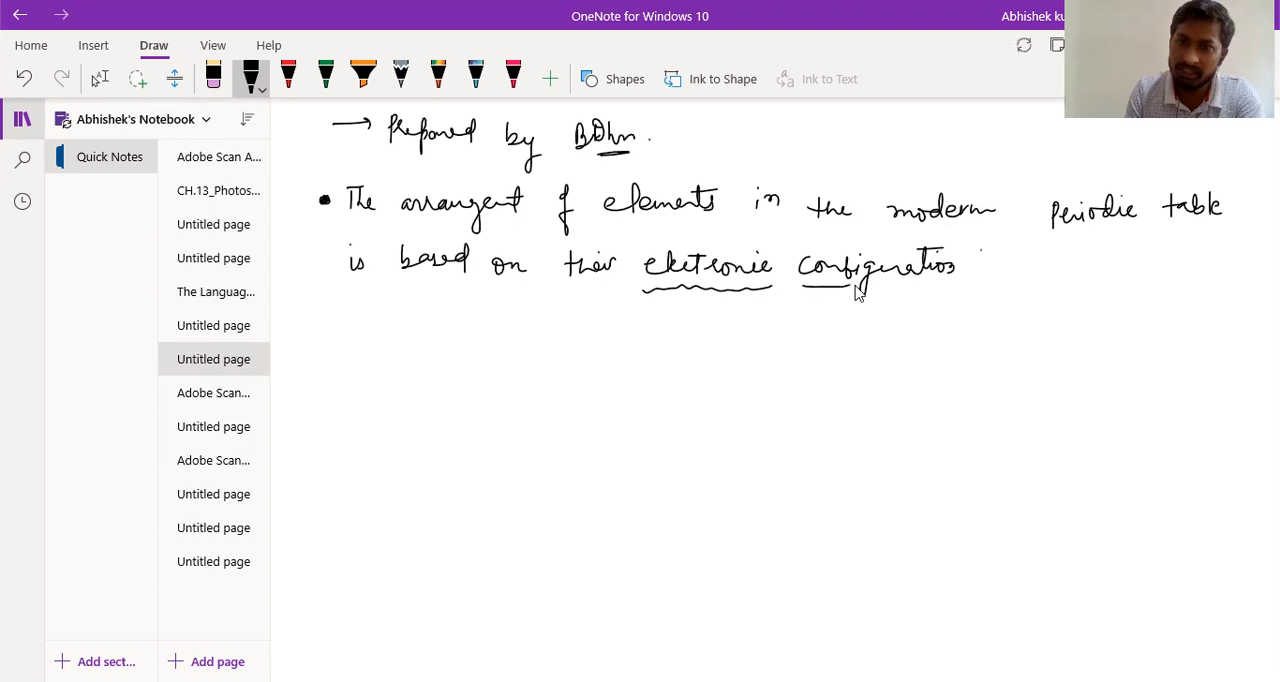 OneNote for Windows 10
Abhishek ku
Home Insert Draw View Help
Shapes Ink to Shape Ink to Text
Abhishek's Notebook
Quick Notes
Adobe Scan A...
CH.13_Photos...
Untitled page
Untitled page
The Languag...
Untitled page
Untitled page
Adobe Scan...
Untitled page
Adobe Scan...
Untitled page
Untitled page
Untitled page
Add sect...
Add page
→ Prepared by
• The arrangent of elements in the modern Periodic table
is based on their electronic configuration